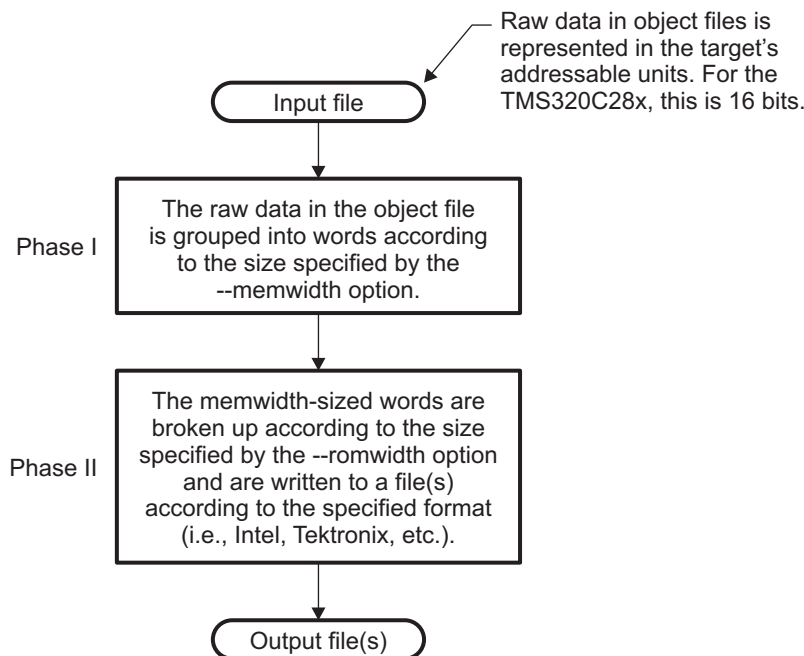 Raw data in object files is
represented in the target's
addressable units. For the
TMS320C28x, this is 16 bits.
Input file
Phase I
The raw data in the object file
is grouped into words according
to the size specified by the
--memwidth option.
Phase II
The memwidth-sized words are
broken up according to the size
specified by the --romwidth option
and are written to a file(s)
according to the specified format
(i.e., Intel, Tektronix, etc.).
Output file(s)